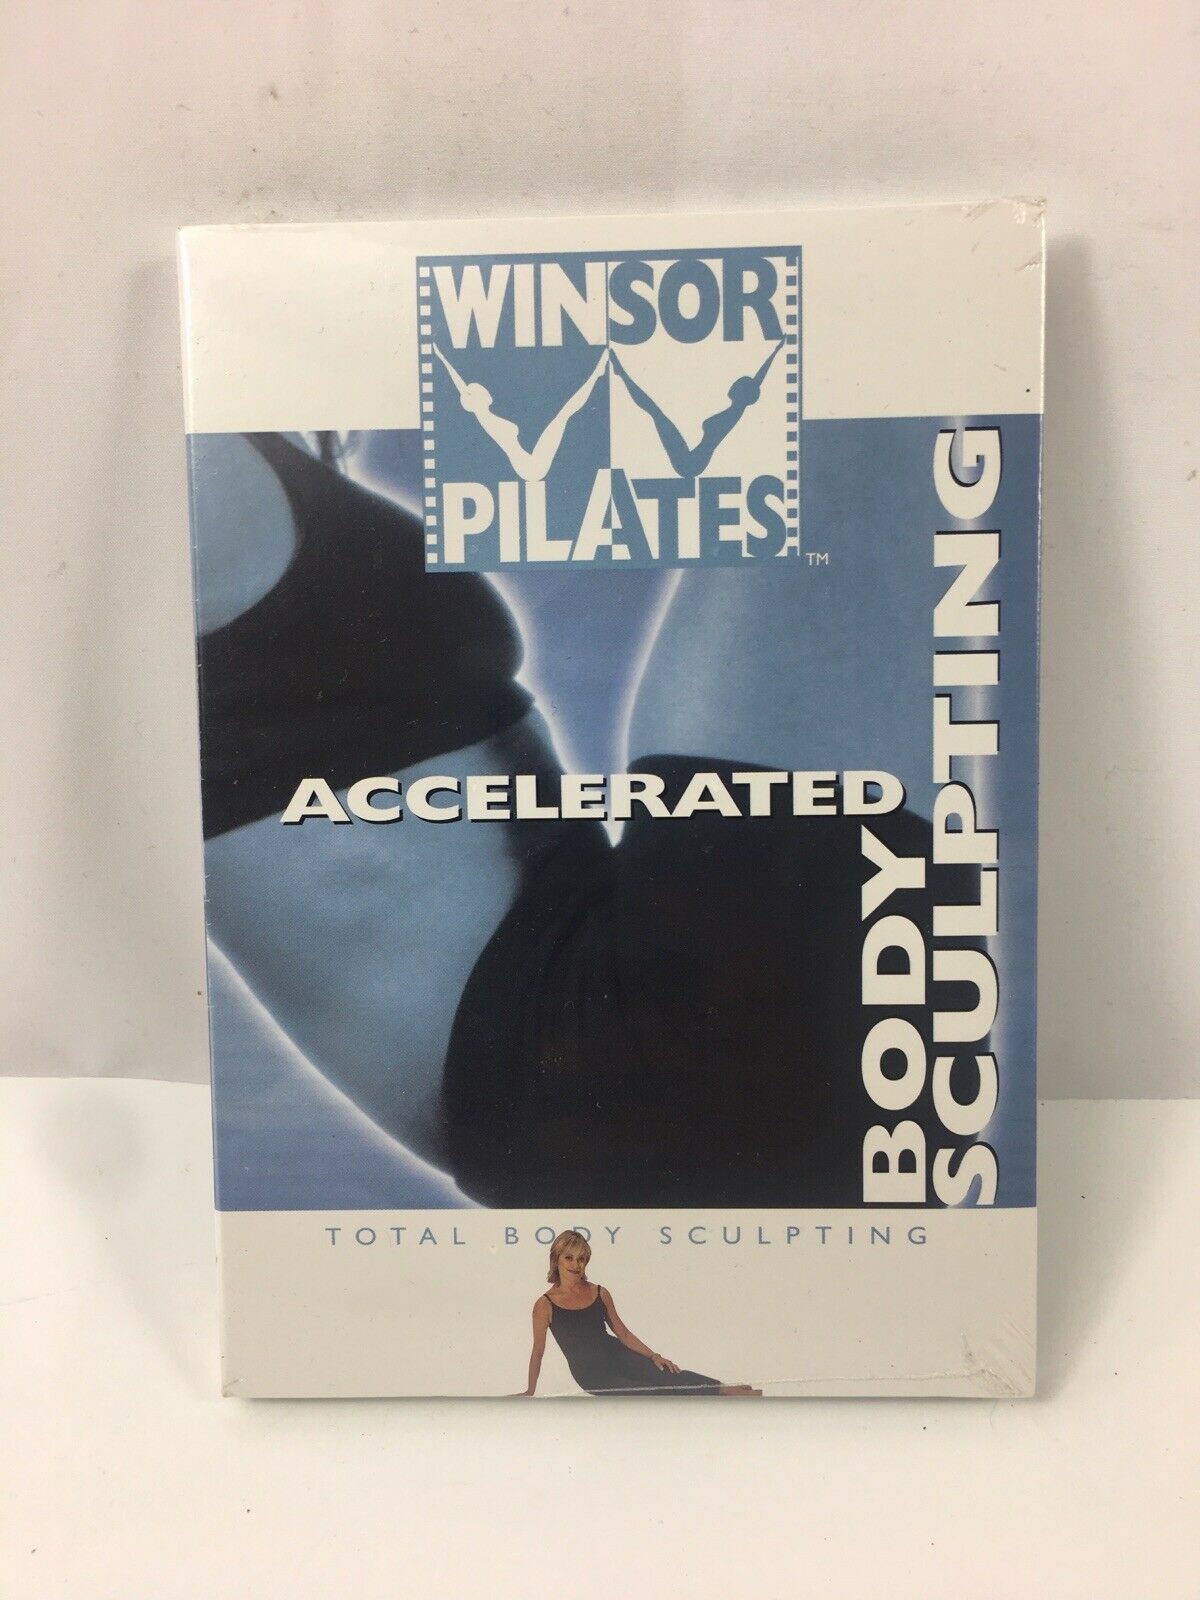 WINSOR
PILATES
TM
ACCELERATED
BODY
SCULPTING
TOTAL BODY SCULPTING